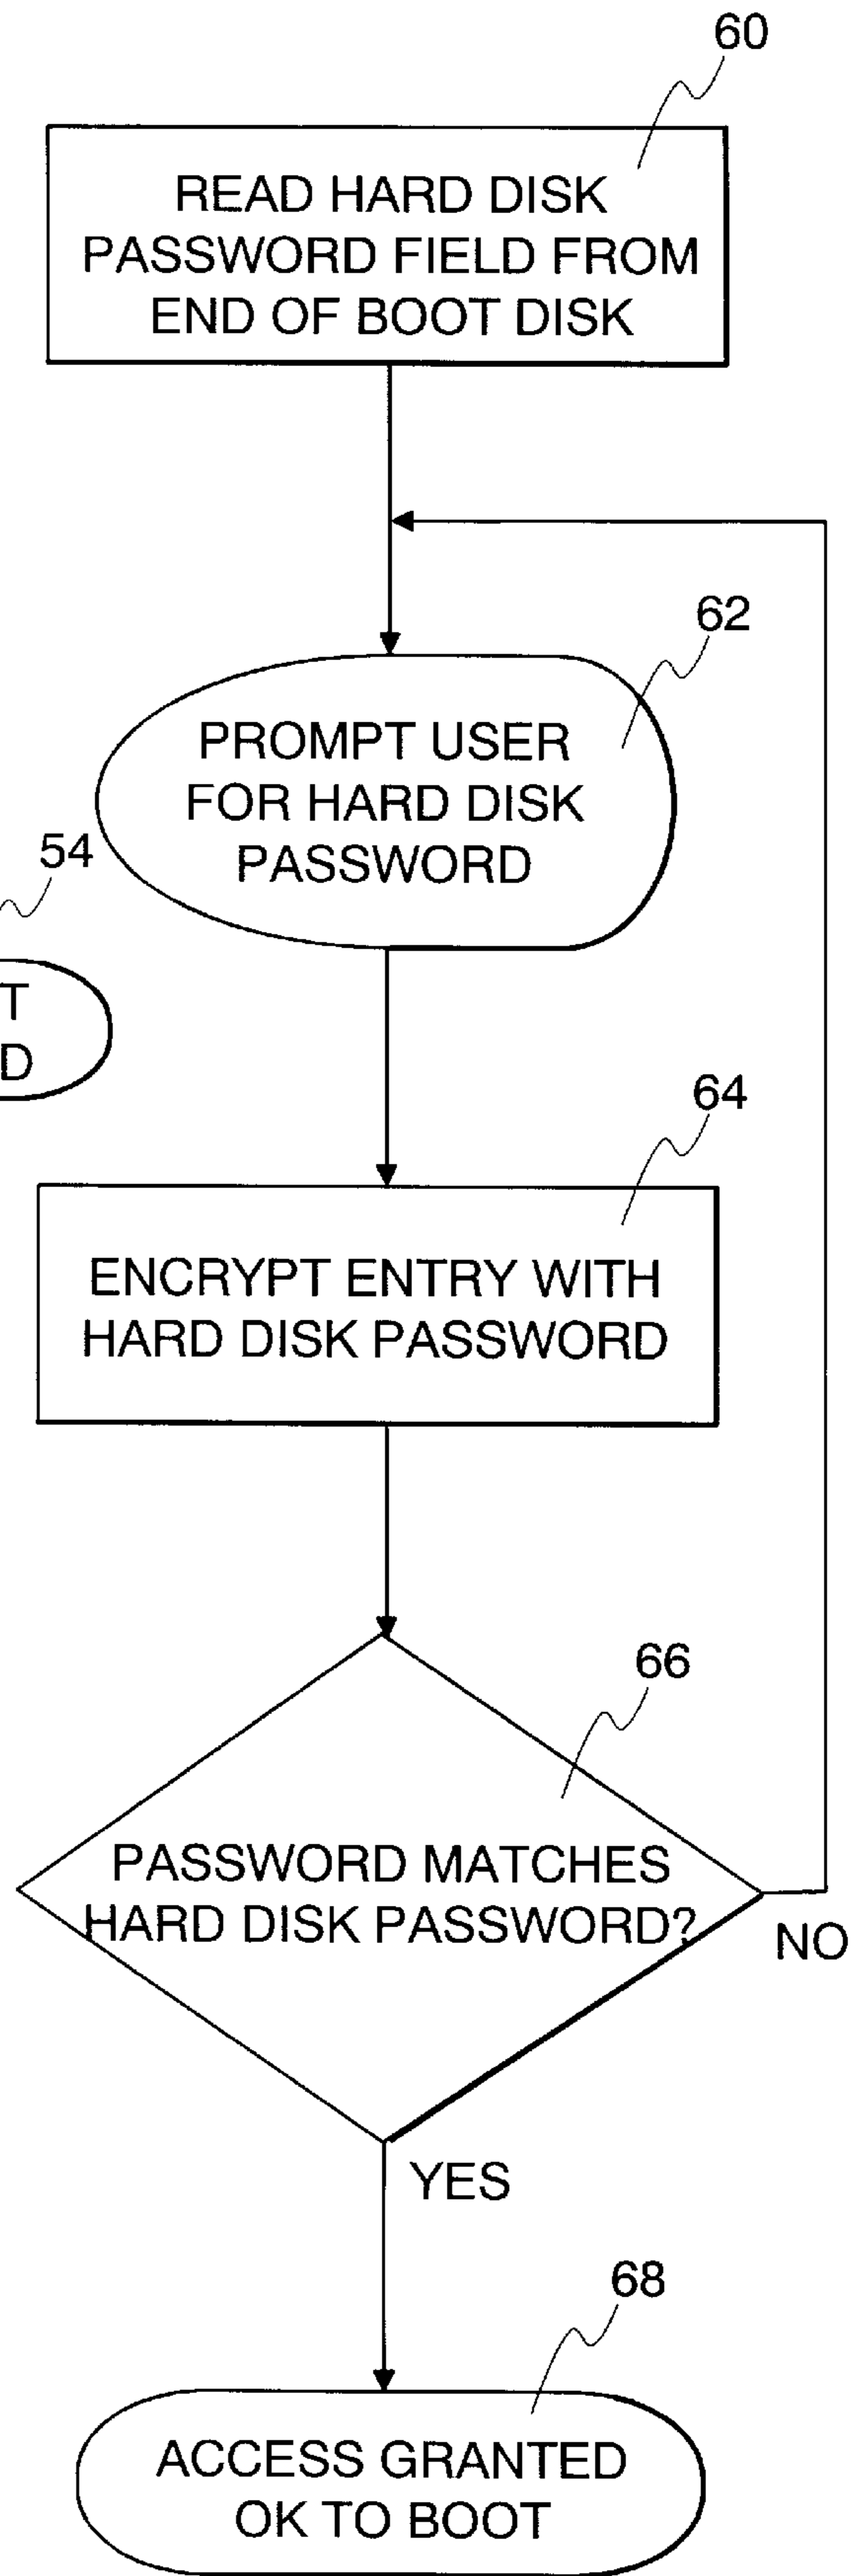 60
READ HARD DISK
PASSWORD FIELD FROM
END OF BOOT DISK
62
PROMPT USER
FOR HARD DISK
PASSWORD
54
T
D
64
ENCRYPT ENTRY WITH
HARD DISK PASSWORD
66
PASSWORD MATCHES
HARD DISK PASSWORD?
NO
YES
68
ACCESS GRANTED
OK TO BOOT